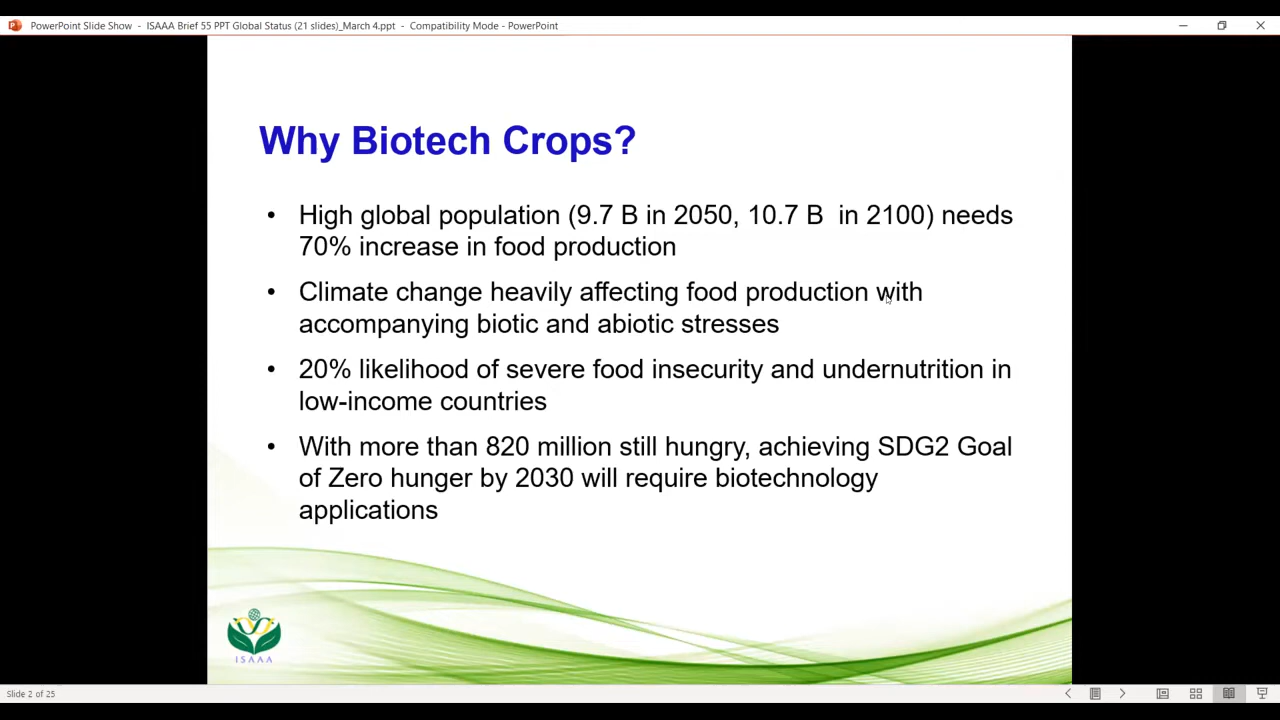 PowerPoint Slide Show - ISAAA Brief 55 PPT Global Status (21 slides)_March 4.ppt - Compatibility Mode - PowerPoint
Why Biotech Crops?
• High global population (9.7 B in 2050, 10.7 B in 2100) needs
70% increase in food production
• Climate change heavily affecting food production with
accompanying biotic and abiotic stresses
• 20% likelihood of severe food insecurity and undernutrition in
low-income countries
• With more than 820 million still hungry, achieving SDG2 Goal
of Zero hunger by 2030 will require biotechnology
applications
ISAAA
Slide 2 of 25